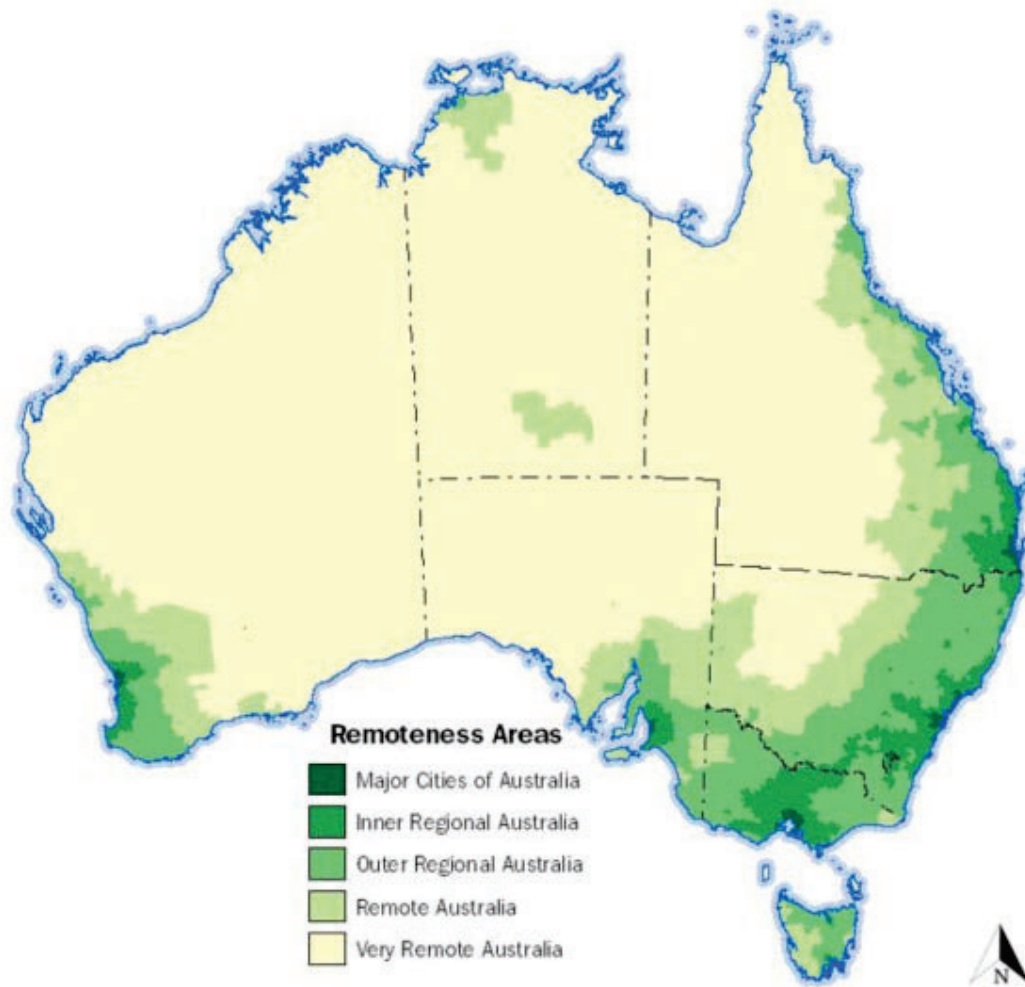 Remoteness Areas
Major Cities of Australia
Inner Regional Australia
Outer Regional Australia
Remote Australia
Very Remote Australia
N